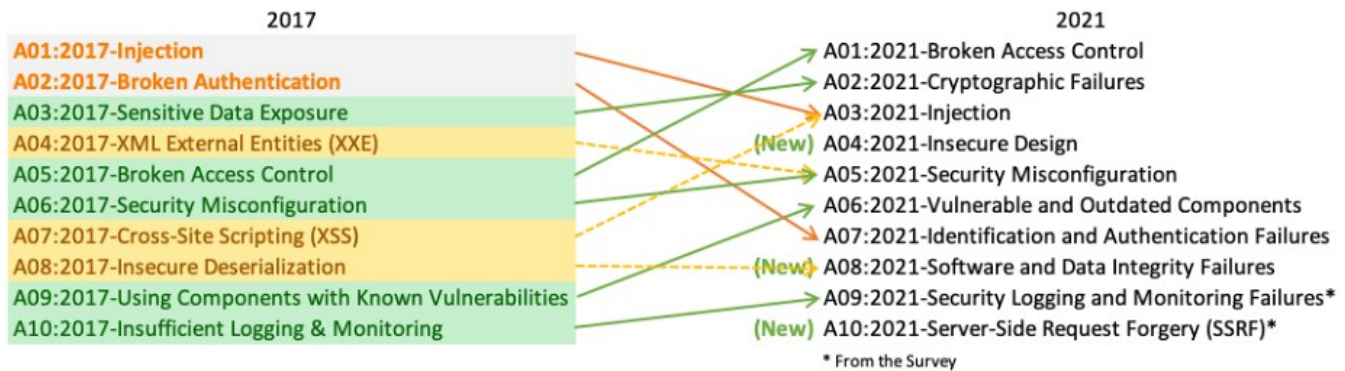 2017
2021
A01:2017-Injection
A02:2017-Broken Authentication
A03:2017-Sensitive Data Exposure
A04:2017-XML External Entities (XXE)
A05:2017-Broken Access Control
A06:2017-Security Misconfiguration
A07:2017-Cross-Site Scripting (XSS)
A08:2017-Insecure Deserialization
A09:2017-Using Components with Known Vulnerabilities
A10:2017-Insufficient Logging & Monitoring
A01:2021-Broken Access Control
A02:2021-Cryptographic Failures
A03:2021-Injection
(New) A04:2021-Insecure Design
A05:2021-Security Misconfiguration
A06:2021-Vulnerable and Outdated Components
A07:2021-Identification and Authentication Failures
(New) A08:2021-Software and Data Integrity Failures
A09:2021-Security Logging and Monitoring Failures*
(New) A10:2021-Server-Side Request Forgery (SSRF)*
* From the Survey